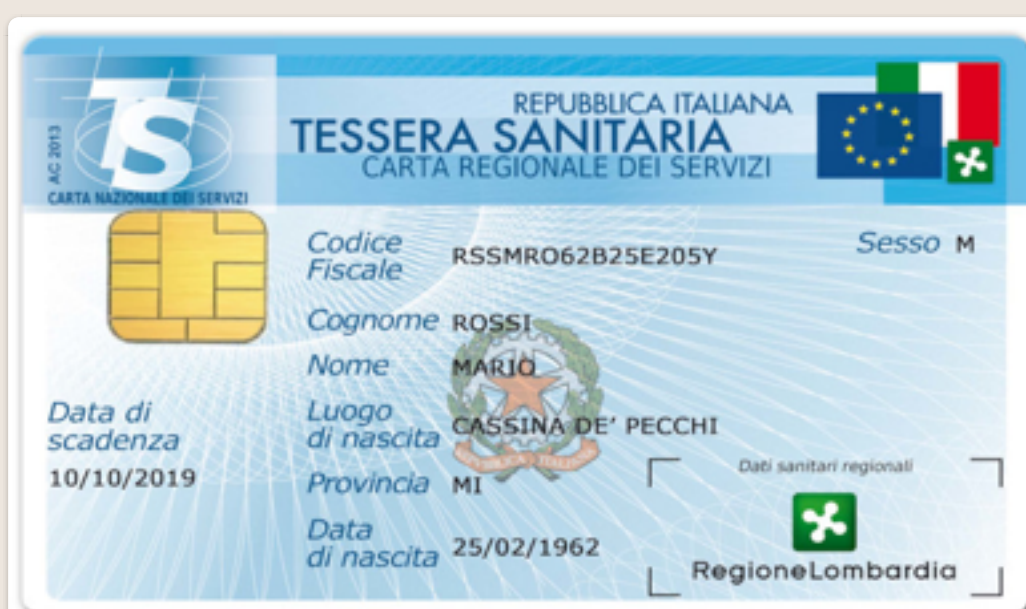 REPUBBLICA ITALIANA
TESSERA SANITARIA
CARTA REGIONALE DEI SERVIZI
TS
AC 2013
CARTA NAZIONALE DEI SERVIZI
Codice
Fiscale RSSMRO62B25E205Y
Sesso M
Cognome ROSSI
Nome MARIO
Luogo
di nascita CASSINA DE' PECCHI
Provincia MI
Data
di nascita 25/02/1962
Data di
scadenza
10/10/2019
Dati sanitari regionali
RegioneLombardia